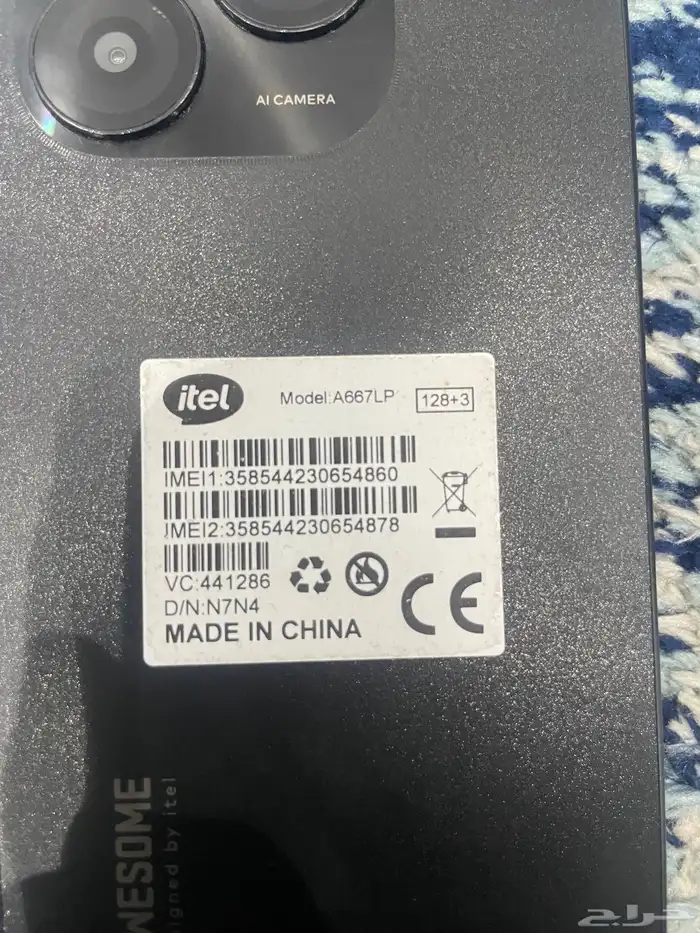 AI CAMERA
itel
Model:A667LP 128+3
IMEI1:358544230654860
IMEI2:358544230654878
VC:441286
D/N:N7N4
CE
MADE IN CHINA
WESOME
igned by itel
حراج